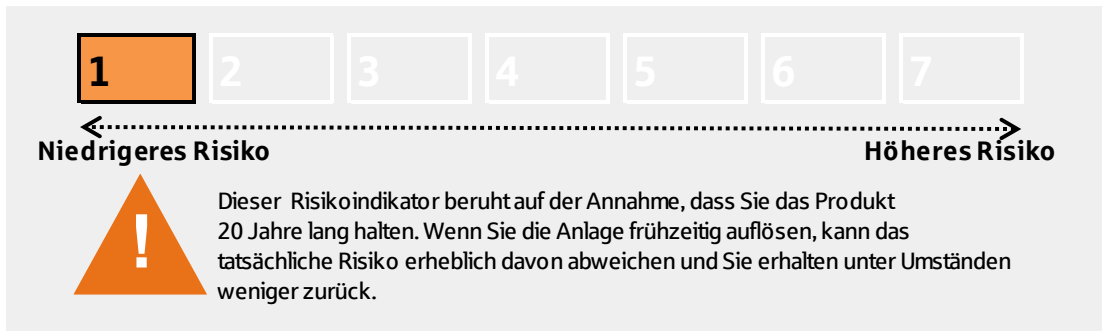 1 2 3 4 5 6 7
Niedrigeres Risiko Höheres Risiko
!
Dieser Risikoindikator beruht auf der Annahme, dass Sie das Produkt
20 Jahre lang halten. Wenn Sie die Anlage frühzeitig auflösen, kann das
tatsächliche Risiko erheblich davon abweichen und Sie erhalten unter Umständen
weniger zurück.